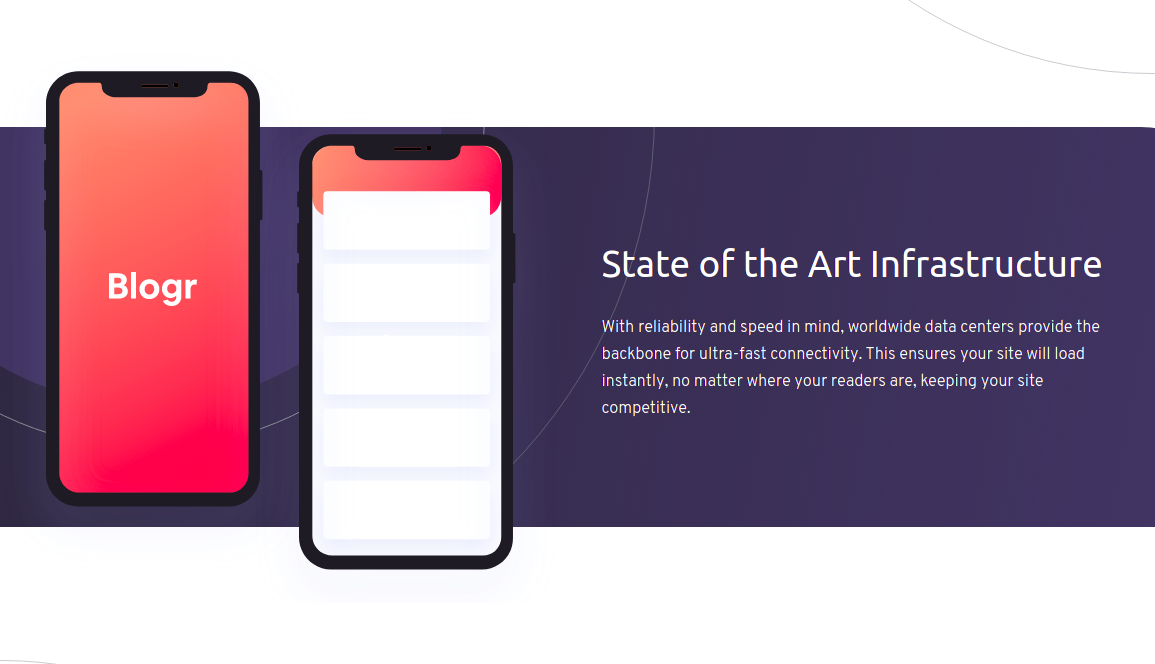 Blogr
State of the Art Infrastructure
With reliability and speed in mind, worldwide data centers provide the
backbone for ultra-fast connectivity. This ensures your site will load
instantly, no matter where your readers are, keeping your site
competitive.